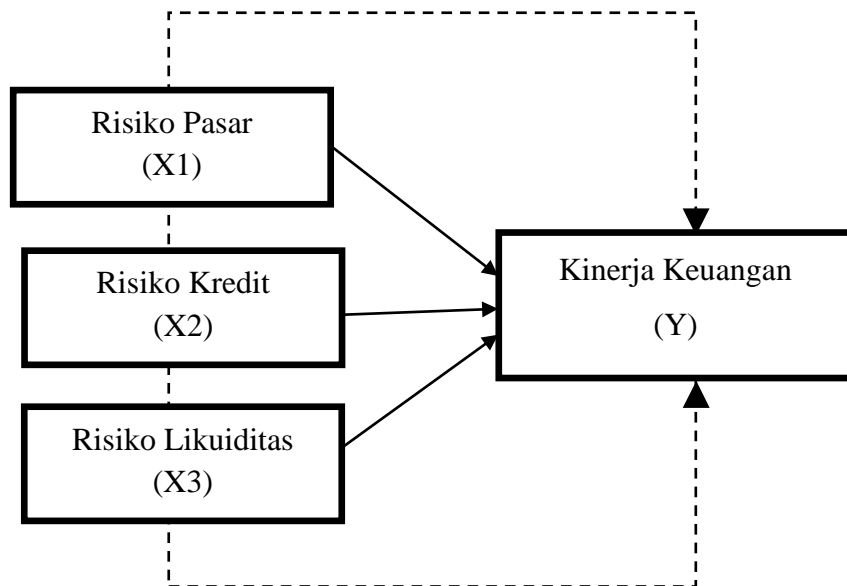 Risiko Pasar
(X1)
Risiko Kredit
(X2)
Risiko Likuiditas
(X3)
Kinerja Keuangan
(Y)